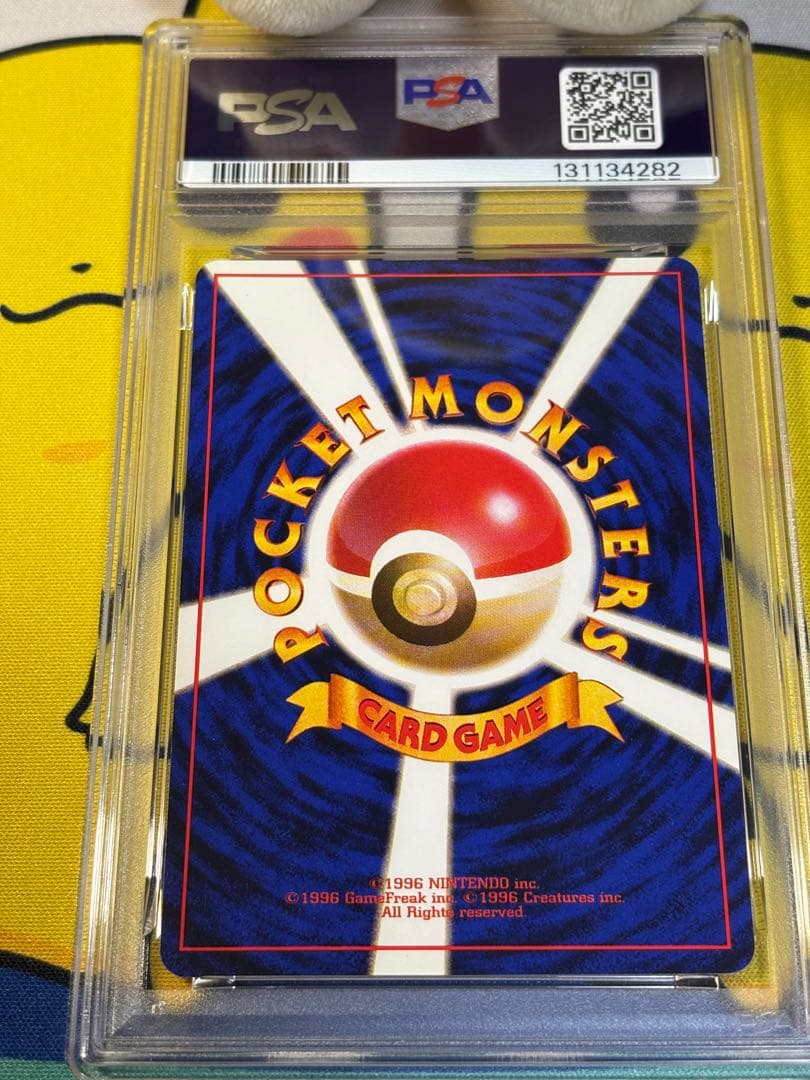 PSA
PSA
131134282
POCKET MONSTERS
CARD GAME
©1996 NINTENDO inc.
©1996 GameFreak inc. ©1996 Creatures inc.
All Rights reserved.